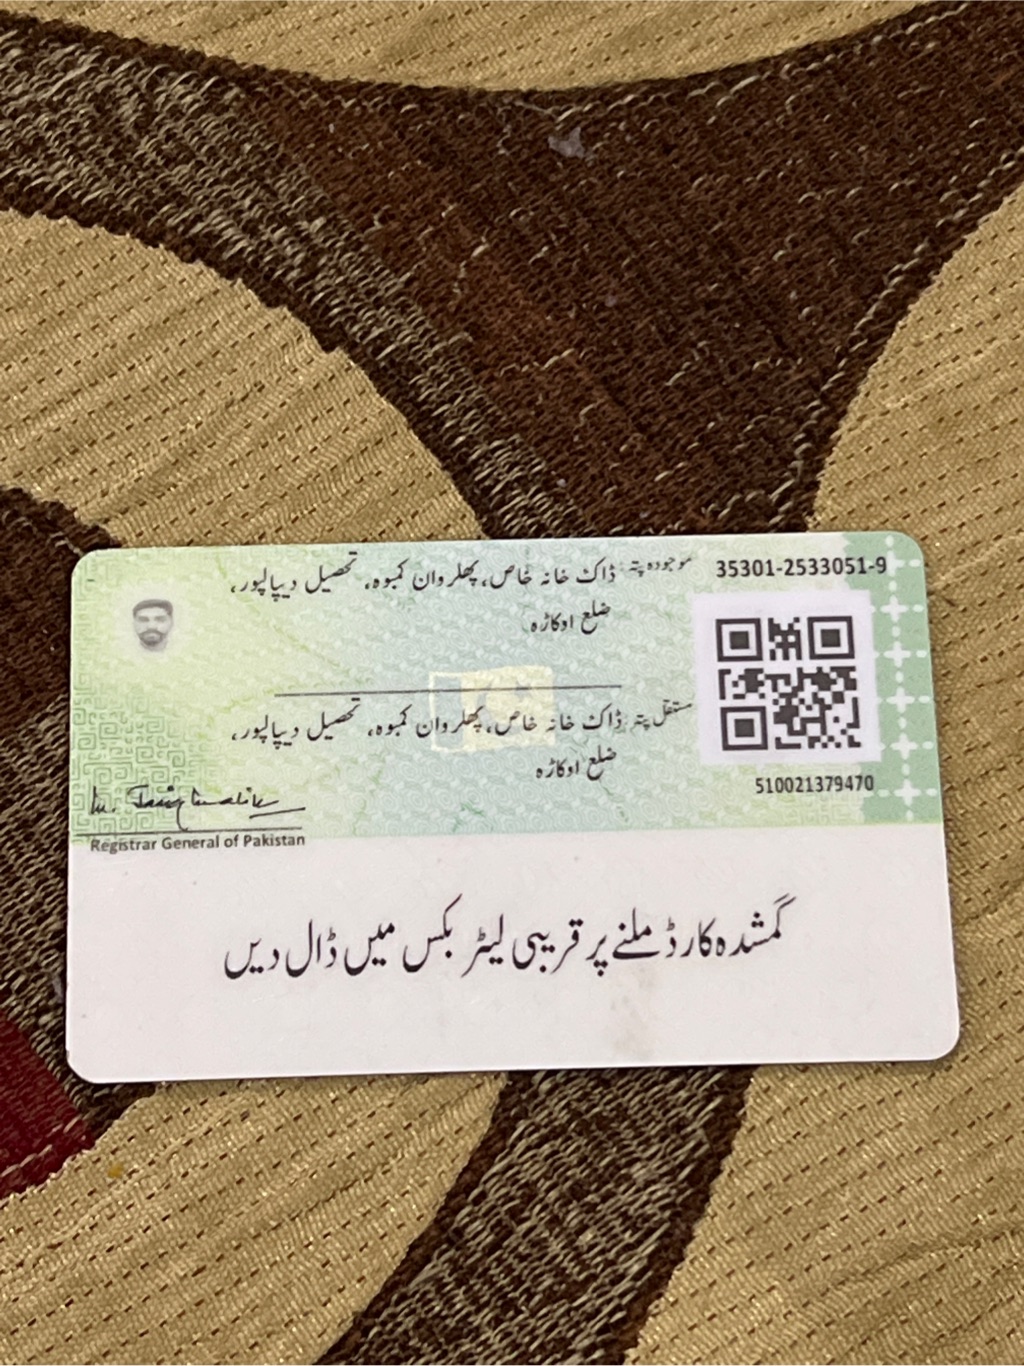 35301-2533051-9
موجودہ پتہ: ڈاک خانہ خاص، پھلروان کمبوہ، تحصیل دیپالپور،
ضلع اوکاڑہ
مستقل پتہ: ڈاک خانہ خاص، پھلروان کمبوہ، تحصیل دیپالپور،
ضلع اوکاڑہ
510021379470
Registrar General of Pakistan
گمشدہ کارڈ ملنے پر قریبی لیٹر بکس میں ڈال دیں